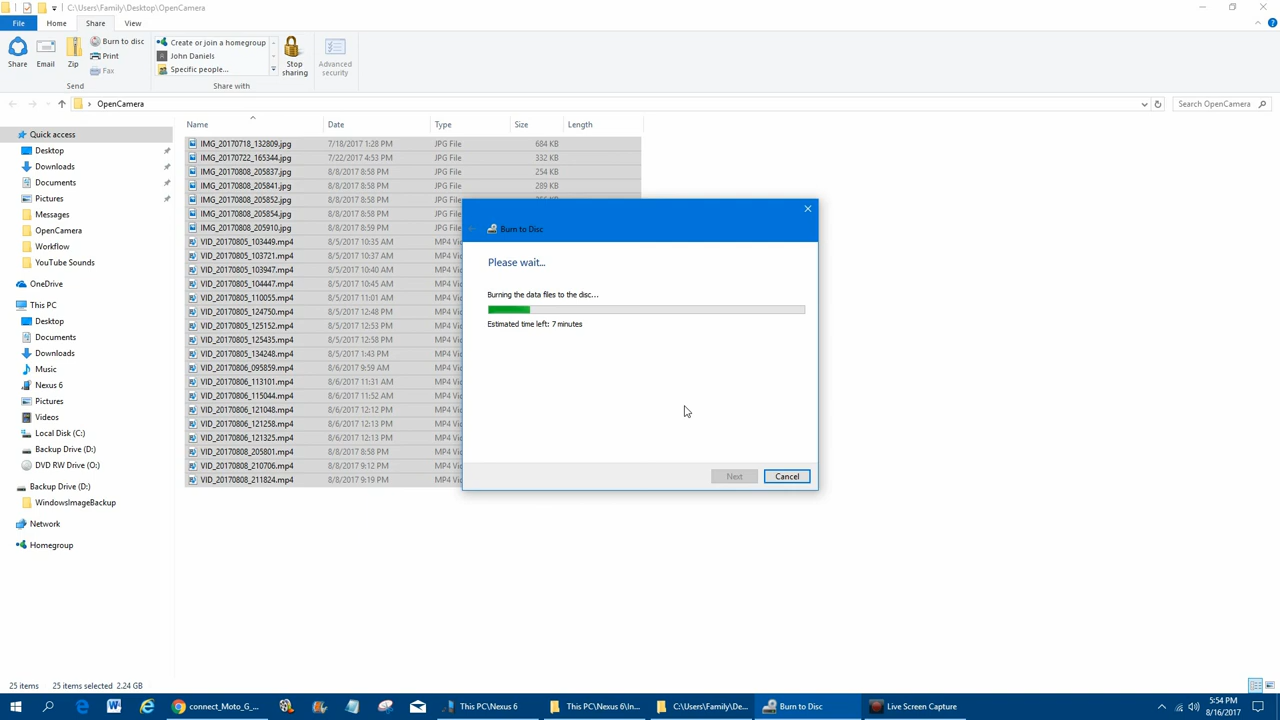 C:\Users\Family\Desktop\OpenCamera
File Home Share View
Share Email Zip Burn to disc Print Fax Send
Create or join a homegroup John Daniels Specific people... Share with
Stop sharing Advanced security
OpenCamera Search OpenCamera
Name Date Type Size Length
Quick access
Desktop
Downloads
Documents
Pictures
Messages
OpenCamera
Workflow
YouTube Sounds
OneDrive
This PC
Desktop
Documents
Downloads
Music
Nexus 6
Pictures
Videos
Local Disk (C:)
Backup Drive (D:)
DVD RW Drive (O:)
Backup Drive (D:)
WindowsImageBackup
Network
Homegroup
IMG_20170718_132809.jpg 7/18/2017 1:28 PM JPG File 684 KB
IMG_20170722_165344.jpg 7/22/2017 4:53 PM JPG File 332 KB
IMG_20170808_205837.jpg 8/8/2017 8:58 PM JPG File 254 KB
IMG_20170808_205841.jpg 8/8/2017 8:58 PM JPG File 289 KB
IMG_20170808_205852.jpg 8/8/2017 8:58 PM JPG File
IMG_20170808_205854.jpg 8/8/2017 8:58 PM JPG File
IMG_20170808_205910.jpg 8/8/2017 8:59 PM JPG File
VID_20170805_103449.mp4 8/5/2017 10:35 AM MP4 Vi
VID_20170805_103721.mp4 8/5/2017 10:37 AM MP4 Vi
VID_20170805_103947.mp4 8/5/2017 10:40 AM MP4 Vi
VID_20170805_104447.mp4 8/5/2017 10:45 AM MP4 Vi
VID_20170805_110055.mp4 8/5/2017 11:01 AM MP4 Vi
VID_20170805_124750.mp4 8/5/2017 12:48 PM MP4 Vi
VID_20170805_125152.mp4 8/5/2017 12:53 PM MP4 Vi
VID_20170805_125435.mp4 8/5/2017 12:58 PM MP4 Vi
VID_20170805_134248.mp4 8/5/2017 1:43 PM MP4 Vi
VID_20170806_095859.mp4 8/6/2017 9:59 AM MP4 Vi
VID_20170806_113101.mp4 8/6/2017 11:31 AM MP4 Vi
VID_20170806_115044.mp4 8/6/2017 11:52 AM MP4 Vi
VID_20170806_121048.mp4 8/6/2017 12:12 PM MP4 Vi
VID_20170806_121258.mp4 8/6/2017 12:13 PM MP4 Vi
VID_20170806_121325.mp4 8/6/2017 12:13 PM MP4 Vi
VID_20170808_205801.mp4 8/8/2017 8:58 PM MP4 Vi
VID_20170808_210706.mp4 8/8/2017 9:12 PM MP4 Vi
VID_20170808_211824.mp4 8/8/2017 9:19 PM MP4 Vi
Burn to Disc
Please wait...
Burning the data files to the disc...
Estimated time left: 7 minutes
Next Cancel
25 items 25 items selected 2.24 GB
connect_Moto_G_... This PC\Nexus 6 This PC\Nexus 6\In... C:\Users\Family\De... Burn to Disc Live Screen Capture
5:54 PM
8/16/2017